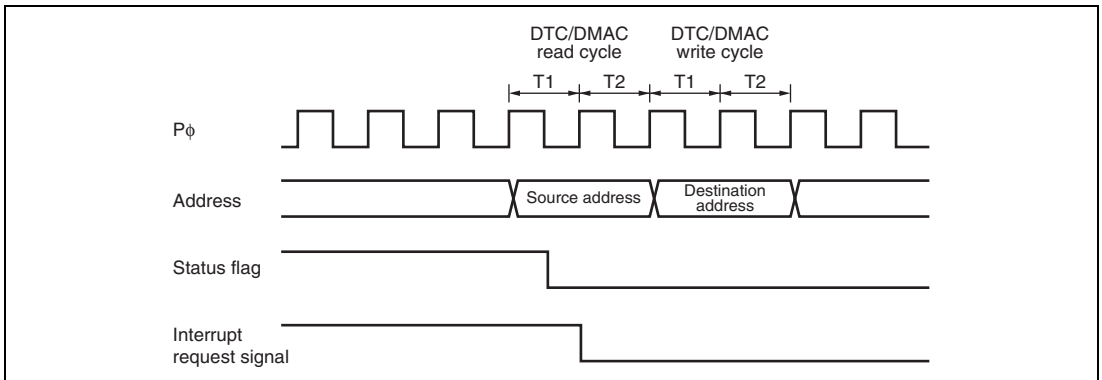 DTC/DMAC DTC/DMAC
read cycle write cycle
T1 T2 T1 T2
Pφ
Address Source address Destination
address
Status flag
Interrupt
request signal